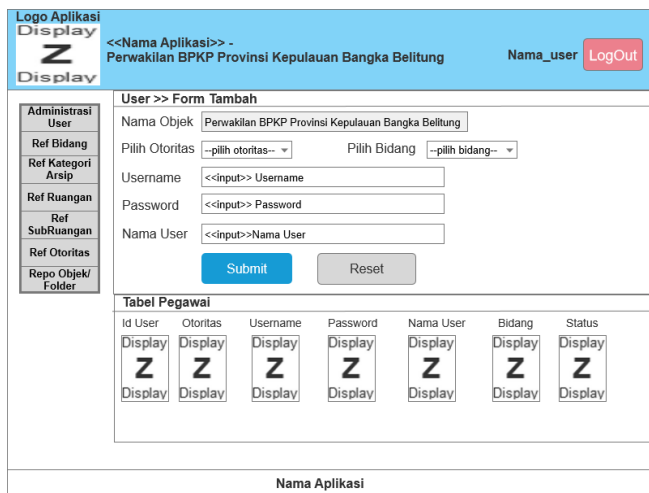 Logo Aplikasi
Display
Z
Display
<<Nama Aplikasi>> -
Perwakilan BPKP Provinsi Kepulauan Bangka Belitung
Nama_user LogOut
Administrasi
User
Ref Bidang
Ref Kategori
Arsip
Ref Ruangan
Ref
SubRuangan
Ref Otoritas
Repo Objek/
Folder
User >> Form Tambah
Nama Objek Perwakilan BPKP Provinsi Kepulauan Bangka Belitung
Pilih Otoritas --pilih otoritas-- Pilih Bidang --pilih bidang--
Username <<input>> Username
Password <<input>> Password
Nama User <<input>>Nama User
Submit Reset
Tabel Pegawai
Id User Otoritas Username Password Nama User Bidang Status
Display Display Display Display Display Display Display
Z Z Z Z Z Z Z
Display Display Display Display Display Display Display
Nama Aplikasi